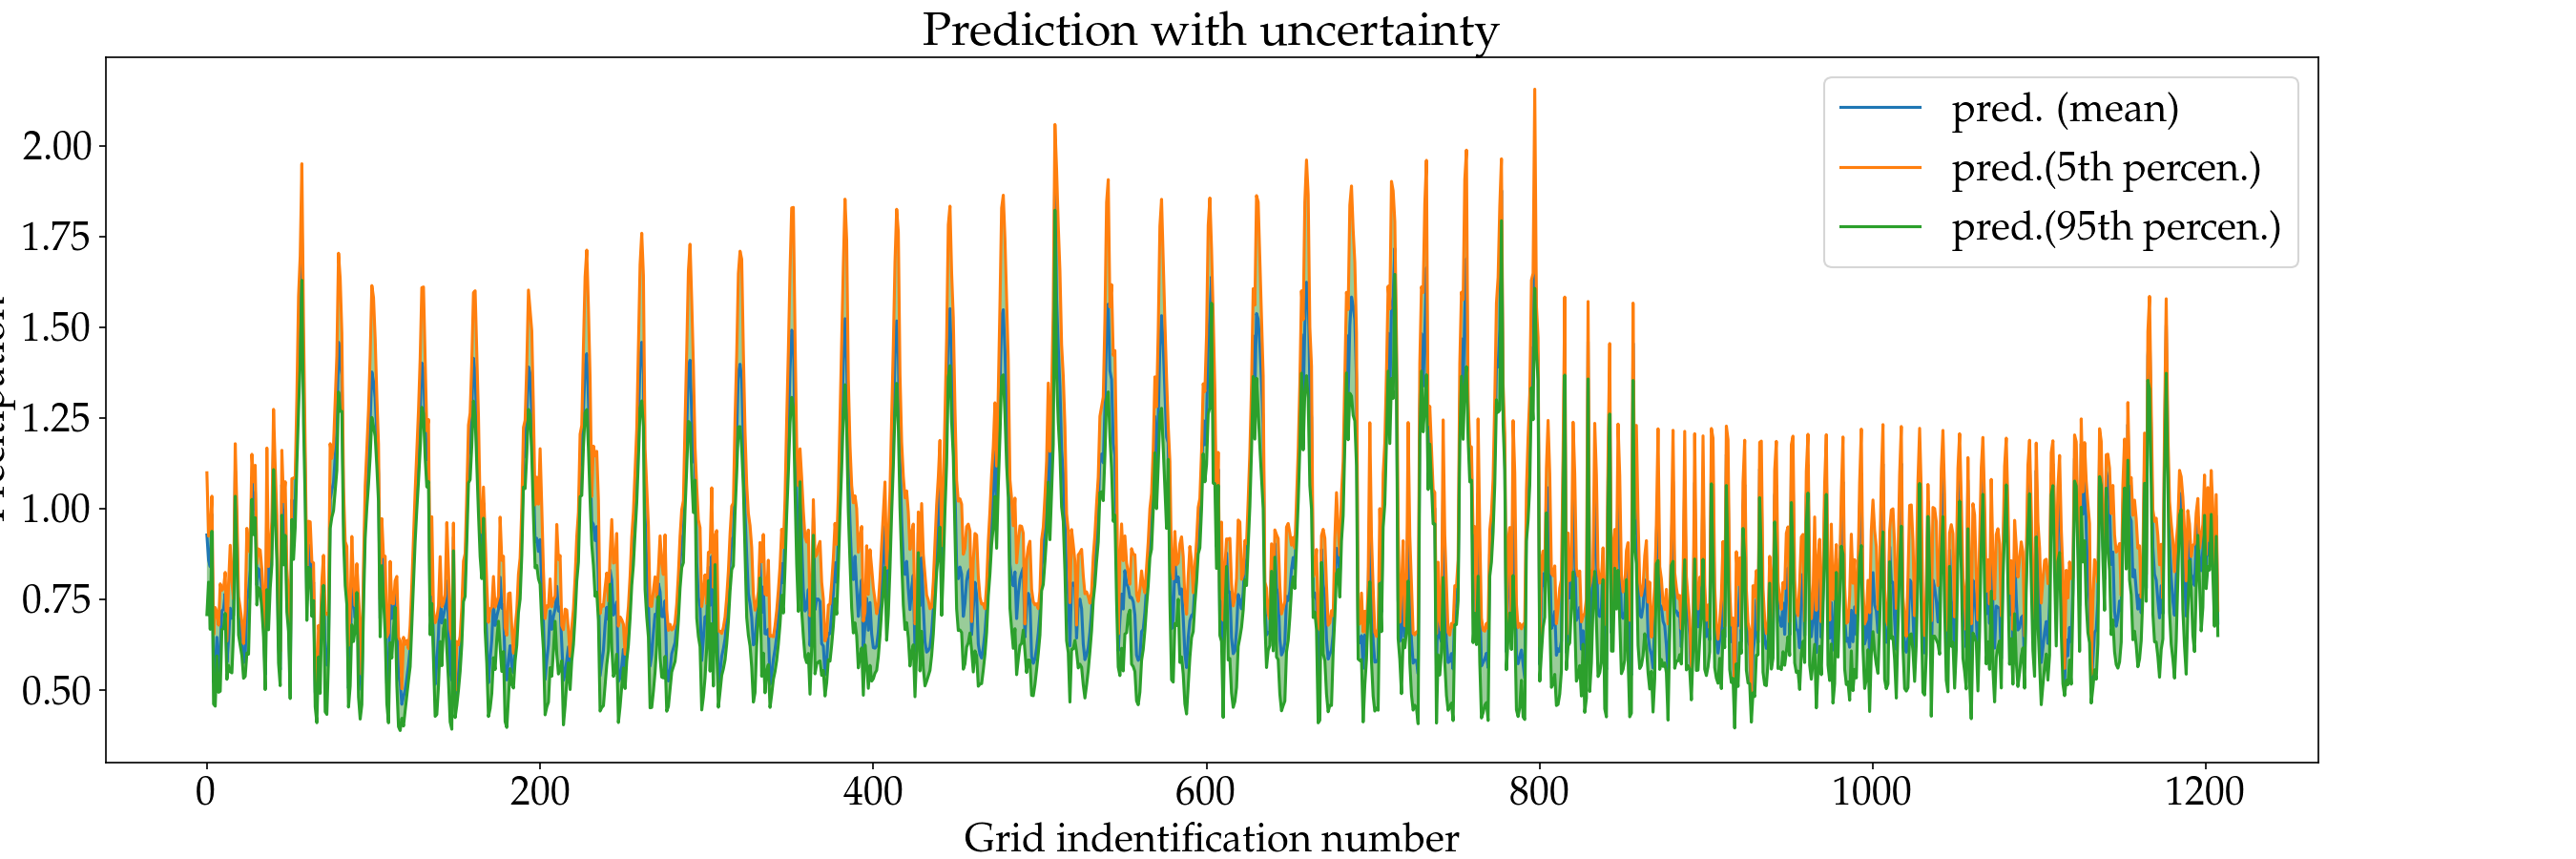 Prediction with uncertainty
pred. (mean)
pred.(5th percen.)
pred.(95th percen.)
2.00
1.75
1.50
1.25
1.00
0.75
0.50
0
200
400
600
800
1000
1200
Grid indentification number